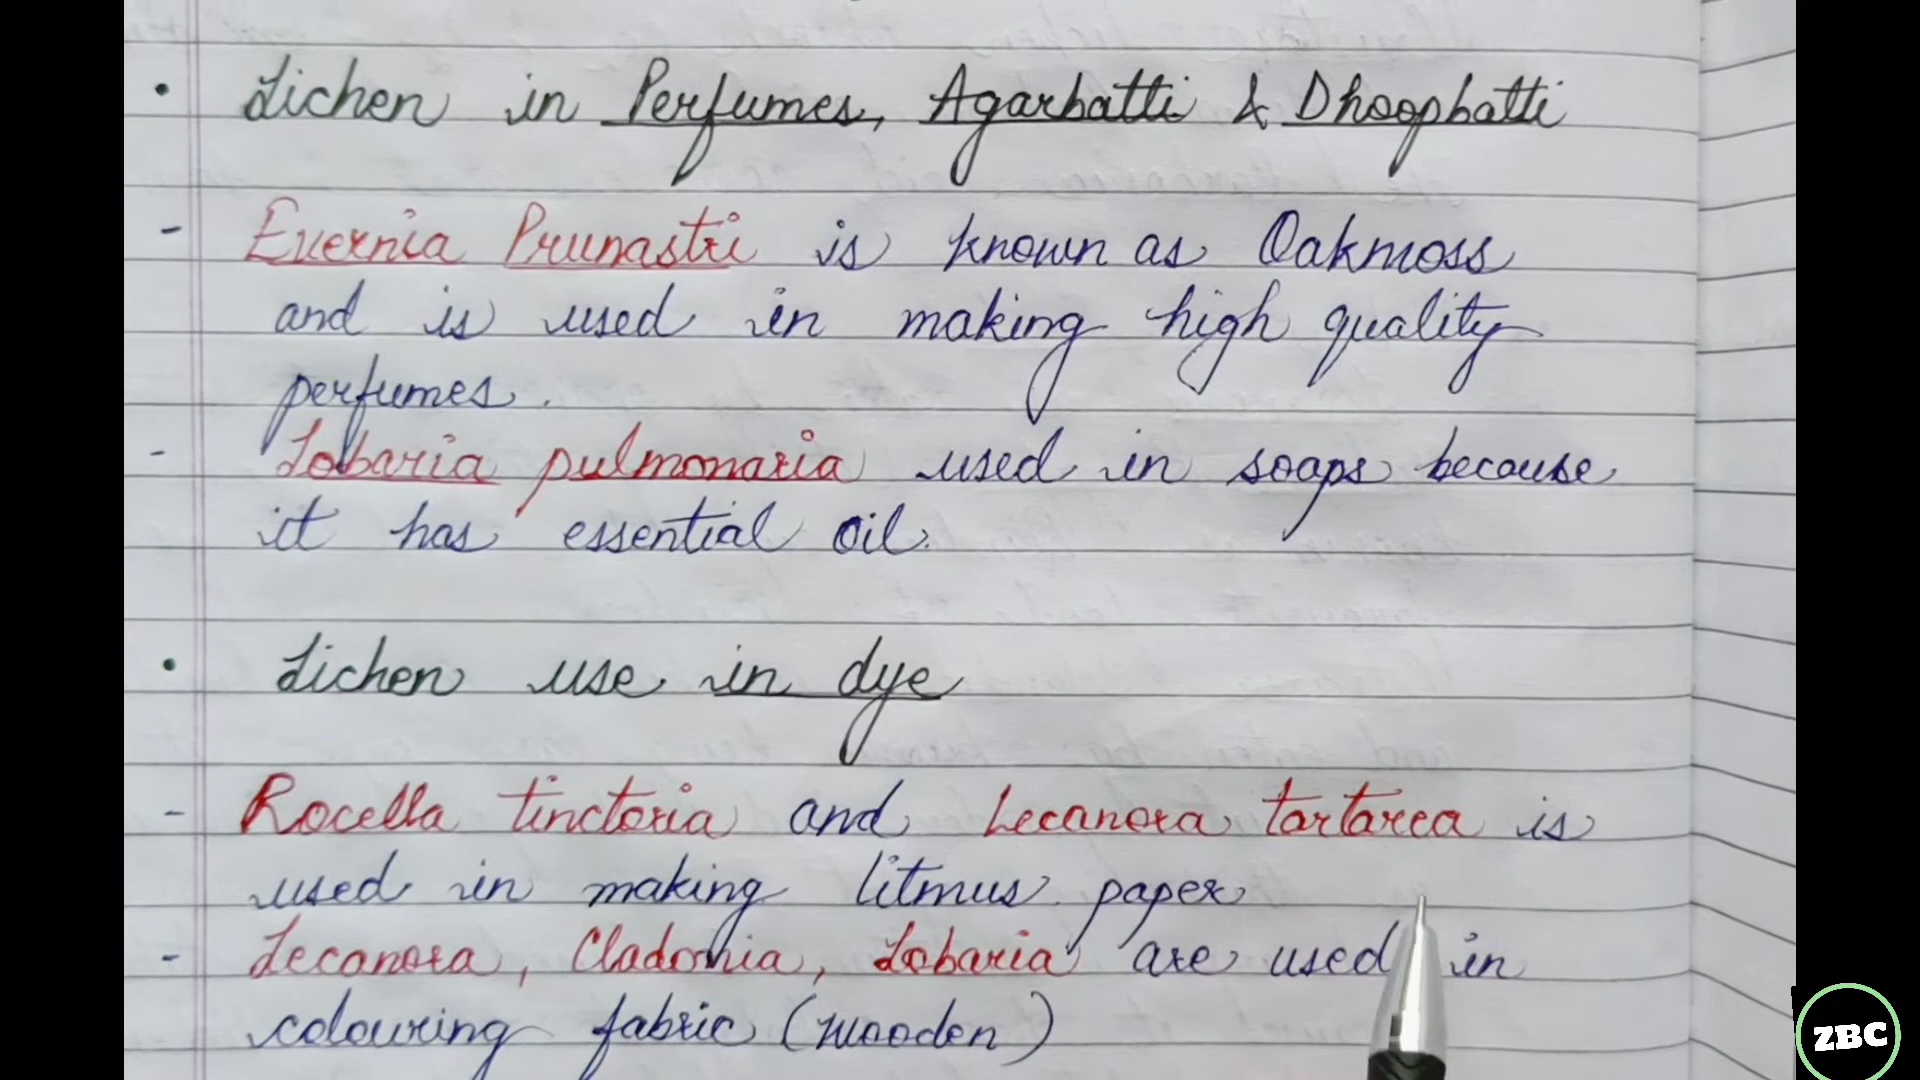 • Lichen in Perfumes, Agarbatti & Dhoopbatti
- Evernia Prunastri is known as Oakmoss
and is used in making high quality
perfumes.
- Lobaria pulmonaria used in soaps because
it has essential oil.
• Lichen use in dye
- Rocella tinctoria and Lecanora tartarea is
used in making litmus paper
- Lecanora, Cladonia, Lobaria are used in
colouring fabric (wooden)
ZBC